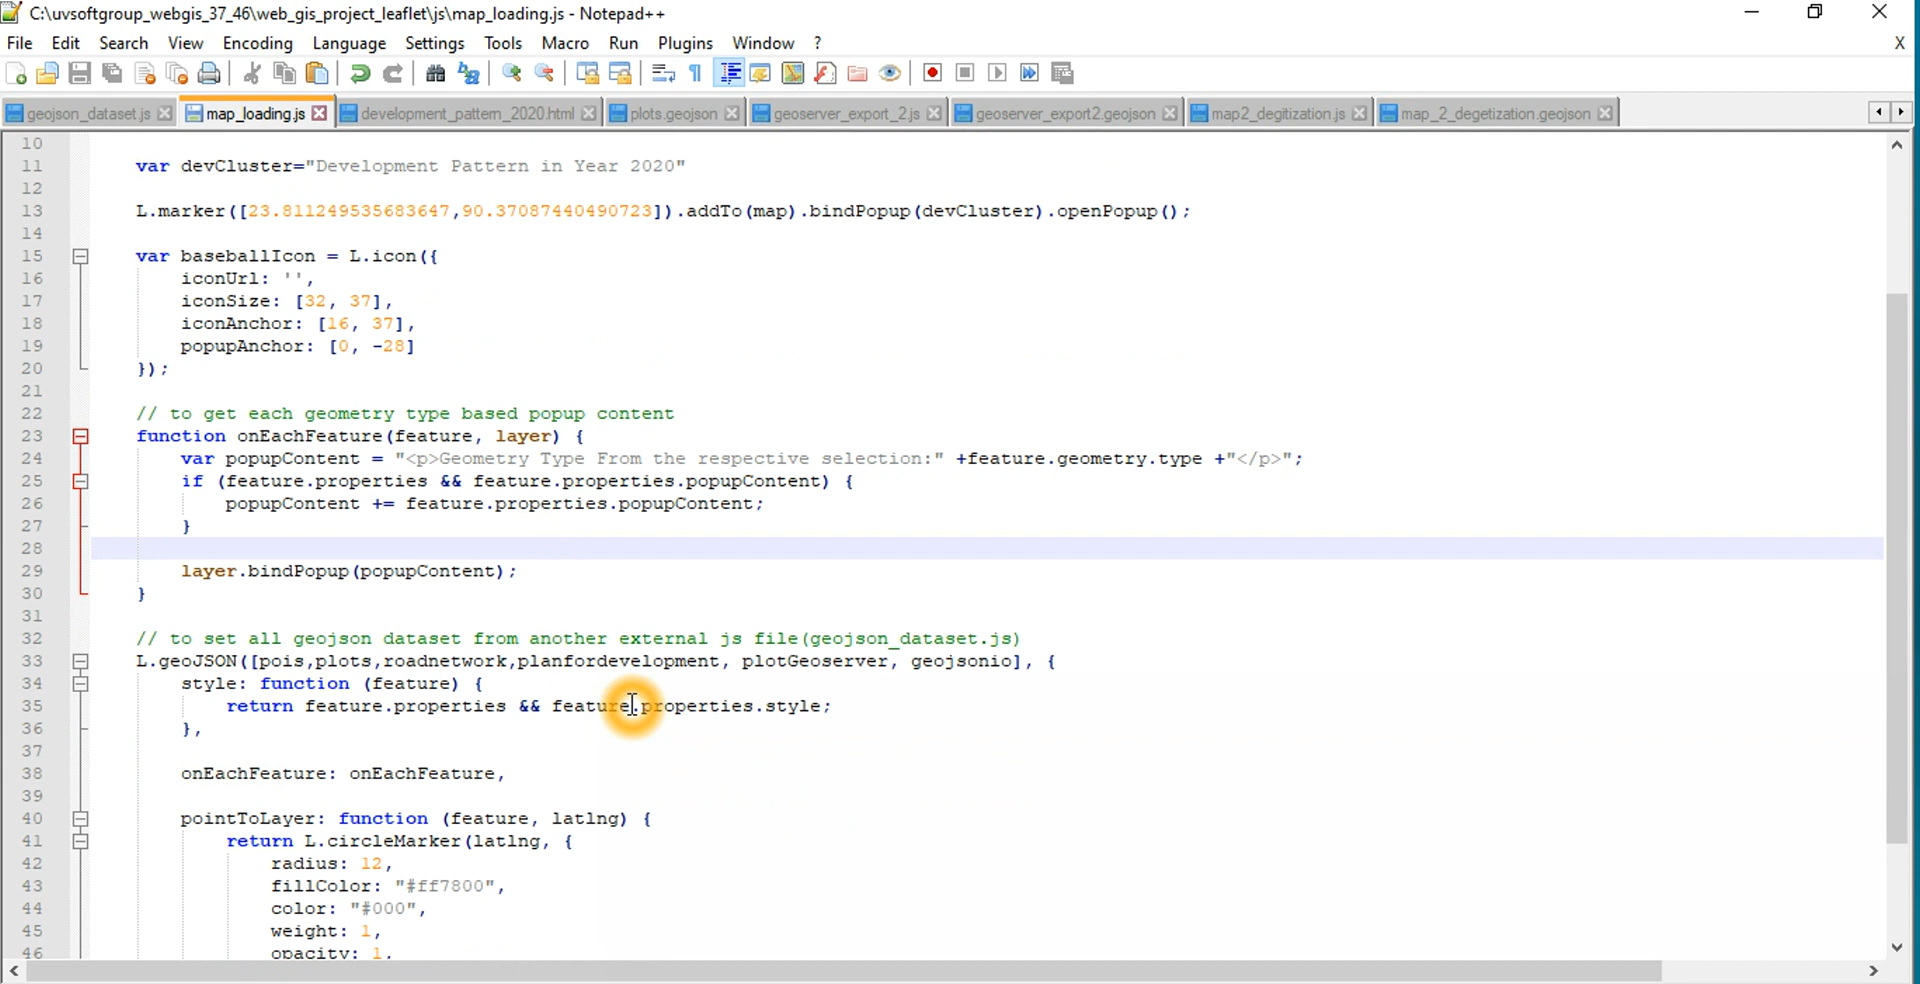 C:\uvsoftgroup_webgis_37_46\web_gis_project_leaflet\js\map_loading.js - Notepad++
File Edit Search View Encoding Language Settings Tools Macro Run Plugins Window ? X
geojson_dataset.js map_loading.js development_pattern_2020.html plots.geojson geoserver_export_2.js geoserver_export2.geojson map2_degitization.js map_2_degetization.geojson
10
11 var devCluster="Development Pattern in Year 2020"
12
13 L.marker([23.811249535683647,90.37087440490723]).addTo(map).bindPopup(devCluster).openPopup();
14
15 var baseballIcon = L.icon({
16 iconUrl: '',
17 iconSize: [32, 37],
18 iconAnchor: [16, 37],
19 popupAnchor: [0, -28]
20 });
21
22 // to get each geometry type based popup content
23 function onEachFeature(feature, layer) {
24 var popupContent = "<p>Geometry Type From the respective selection:" +feature.geometry.type +"</p>";
25 if (feature.properties && feature.properties.popupContent) {
26 popupContent += feature.properties.popupContent;
27 }
28
29 layer.bindPopup(popupContent);
30 }
31
32 // to set all geojson dataset from another external js file(geojson_dataset.js)
33 L.geoJSON([pois,plots,roadnetwork,planfordevelopment, plotGeoserver, geojsonio], {
34 style: function (feature) {
35 return feature.properties && feature.properties.style;
36 },
37
38 onEachFeature: onEachFeature,
39
40 pointToLayer: function (feature, latlng) {
41 return L.circleMarker(latlng, {
42 radius: 12,
43 fillColor: "#ff7800",
44 color: "#000",
45 weight: 1,
46 opacity: 1,